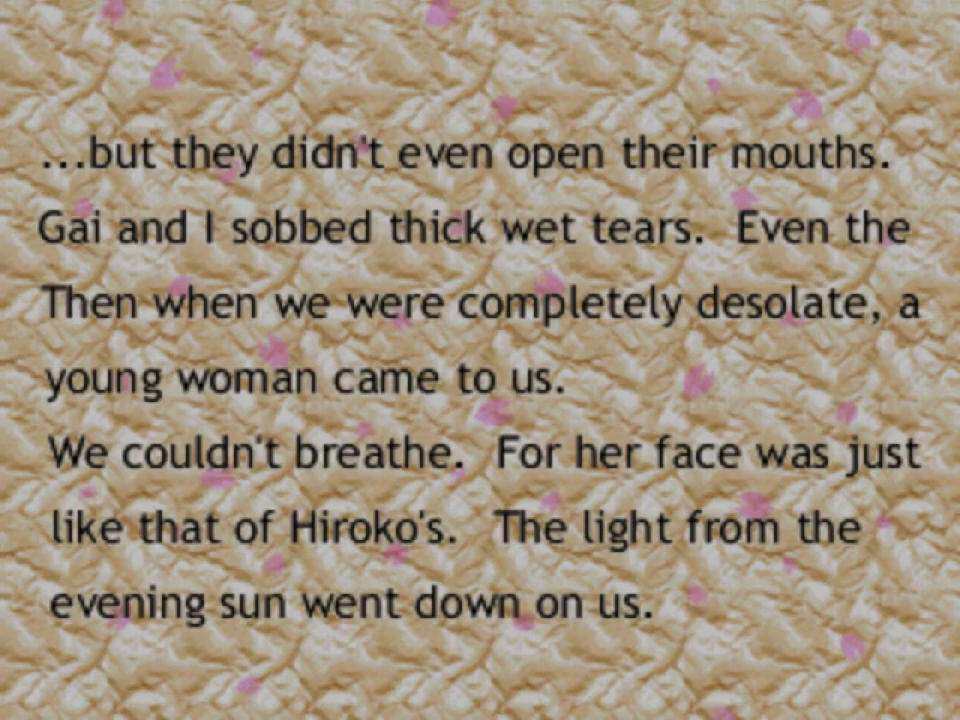 ...but they didn't even open their mouths.
Gai and I sobbed thick wet tears.  Even the
Then when we were completely desolate, a
young woman came to us.
We couldn't breathe.  For her face was just
like that of Hiroko's.  The light from the
evening sun went down on us.